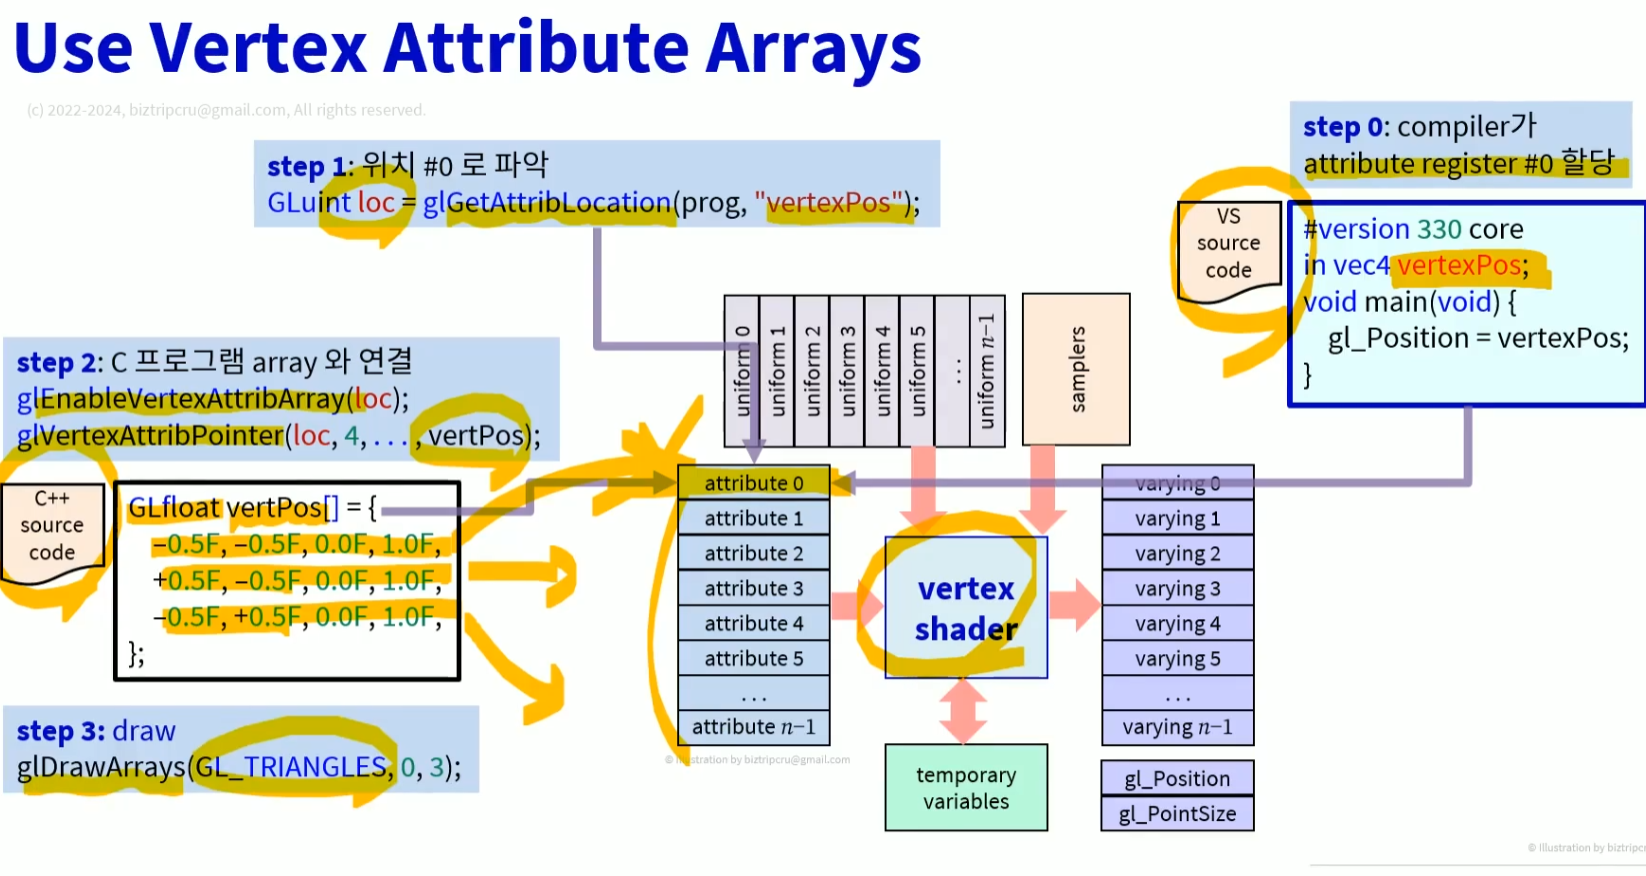 Use Vertex Attribute Arrays
(c) 2022-2024, biztripcru@gmail.com, All rights reserved.
step 0: compiler가
attribute register #0 할당
step 1: 위치 #0 로 파악
GLuint loc = glGetAttribLocation(prog, "vertexPos");
VS
source
code
#version 330 core
in vec4 vertexPos;
void main(void) {
gl_Position = vertexPos;
}
step 2: C 프로그램 array 와 연결
glEnableVertexAttribArray(loc);
glVertexAttribPointer(loc, 4, . . . , vertPos);
C++
source
code
GLfloat vertPos[] = {
–0.5F, –0.5F, 0.0F, 1.0F,
+0.5F, –0.5F, 0.0F, 1.0F,
–0.5F, +0.5F, 0.0F, 1.0F,
};
step 3: draw
glDrawArrays(GL_TRIANGLES, 0, 3);
uniform 0
uniform 1
uniform 2
uniform 3
uniform 4
uniform 5
. . .
uniform n−1
samplers
attribute 0
attribute 1
attribute 2
attribute 3
attribute 4
attribute 5
. . .
attribute n−1
© Illustration by biztripcru@gmail.com
vertex
shader
temporary
variables
varying 0
varying 1
varying 2
varying 3
varying 4
varying 5
. . .
varying n−1
gl_Position
gl_PointSize
© Illustration by